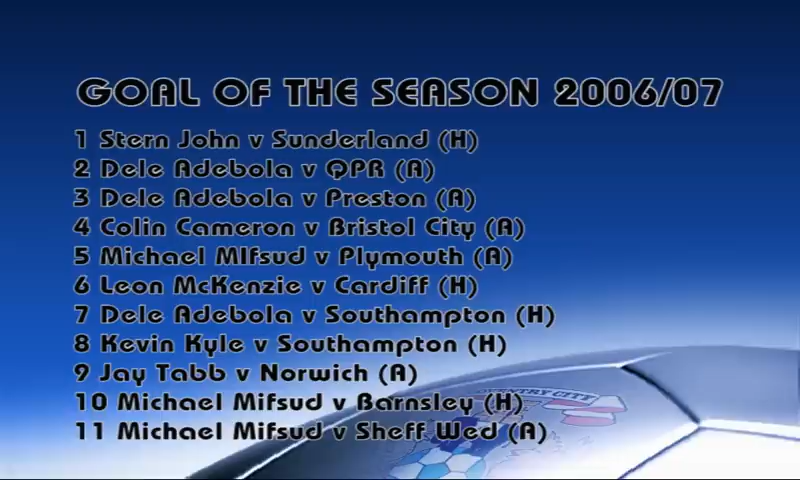 GOAL OF THE SEASON 2006/07
1 Stern John v Sunderland (H)
2 Dele Adebola v QPR (A)
3 Dele Adebola v Preston (A)
4 Colin Cameron v Bristol City (A)
5 Michael MIfsud v Plymouth (A)
6 Leon McKenzie v Cardiff (H)
7 Dele Adebola v Southampton (H)
8 Kevin Kyle v Southampton (H)
9 Jay Tabb v Norwich (A)
COVENTRY CITY
10 Michael Mifsud v Barnsley (H)
11 Michael Mifsud v Sheff Wed (A)